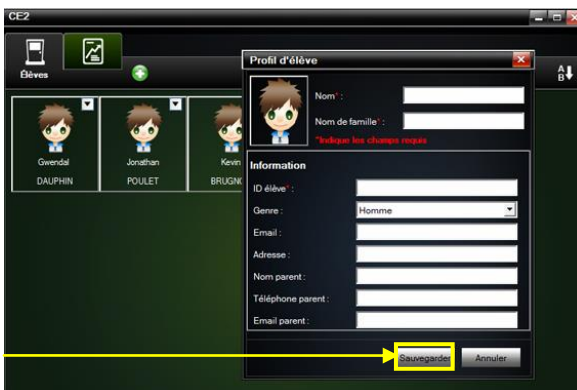 CE2
Élèves
A
B
Gwendal
DAUPHIN
Jonathan
POULET
Kevin
Profil d'élève
Nom* :
Nom de famille* :
*Indique les champs requis
Information
ID élève* :
Genre :
Homme
Email :
Adresse :
Nom parent :
Téléphone parent :
Email parent :
Sauvegarder
Annuler